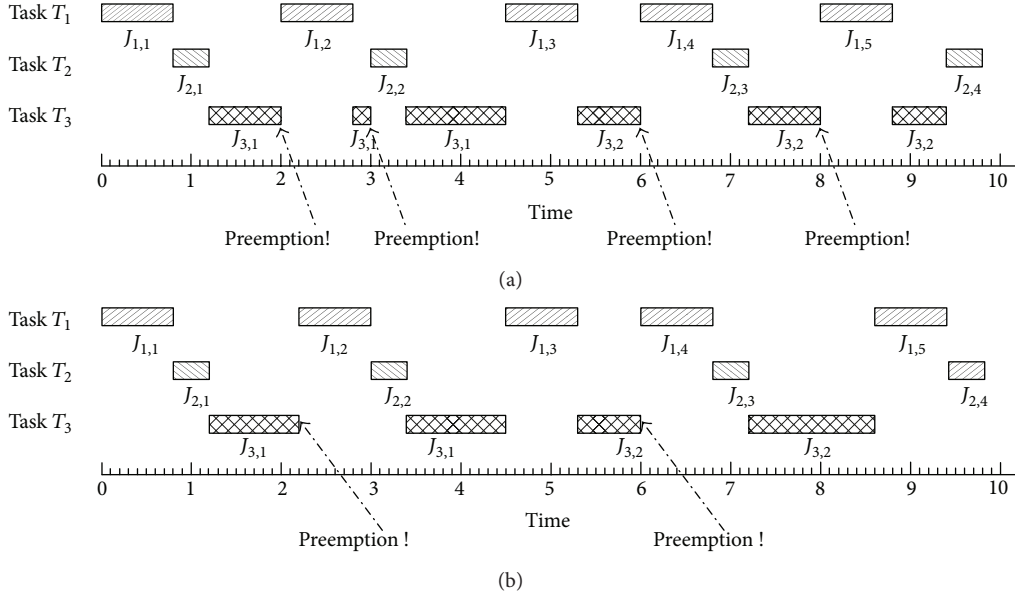 Task T1
J1,1 J1,2 J1,3 J1,4 J1,5
Task T2
J2,1 J2,2 J2,3 J2,4
Task T3
J3,1 J3,1 J3,1 J3,2 J3,2 J3,2
0 1 2 3 4 5 6 7 8 9 10
Time
Preemption! Preemption! Preemption! Preemption!
(a)
Task T1
J1,1 J1,2 J1,3 J1,4 J1,5
Task T2
J2,1 J2,2 J2,3 J2,4
Task T3
J3,1 J3,1 J3,2 J3,2
0 1 2 3 4 5 6 7 8 9 10
Time
Preemption ! Preemption !
(b)